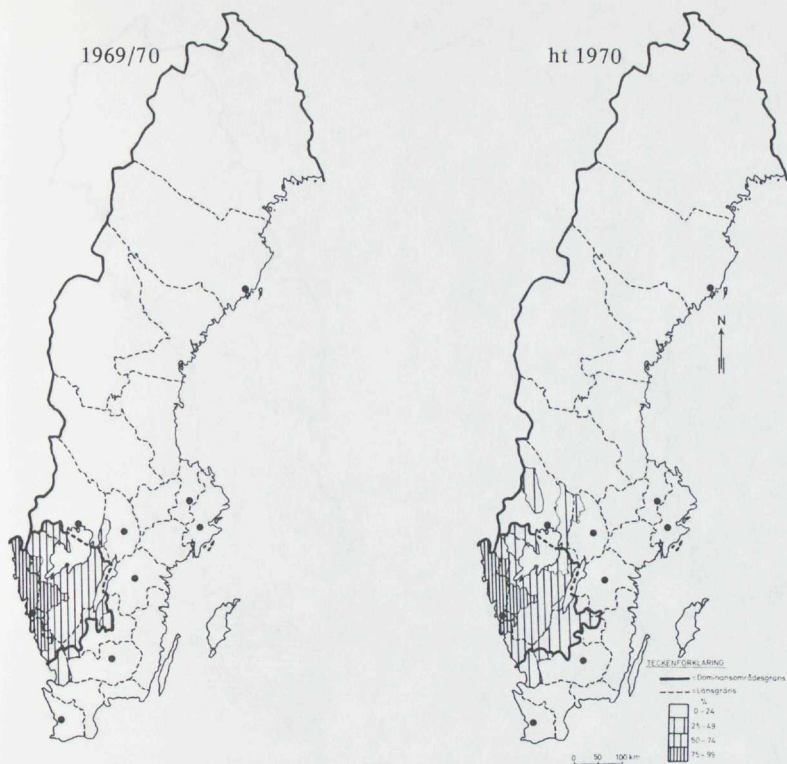 1969/70
ht 1970
N
TECKENFÖRKLARING
=Dominansområdesgräns
=Länsgräns
%
0-24
25-49
50-74
75-99
0 50 100 km